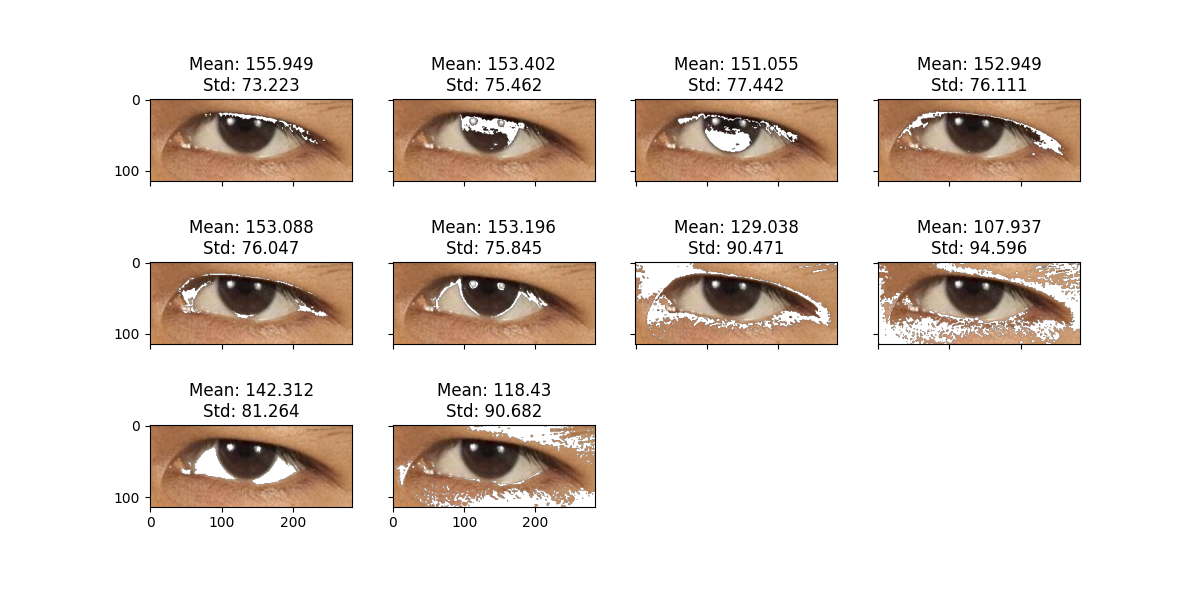 Mean: 155.949
Std: 73.223
Mean: 153.402
Std: 75.462
Mean: 151.055
Std: 77.442
Mean: 152.949
Std: 76.111
0
100
Mean: 153.088
Std: 76.047
Mean: 153.196
Std: 75.845
Mean: 129.038
Std: 90.471
Mean: 107.937
Std: 94.596
0
100
Mean: 142.312
Std: 81.264
Mean: 118.43
Std: 90.682
0
100
0 100 200
0 100 200